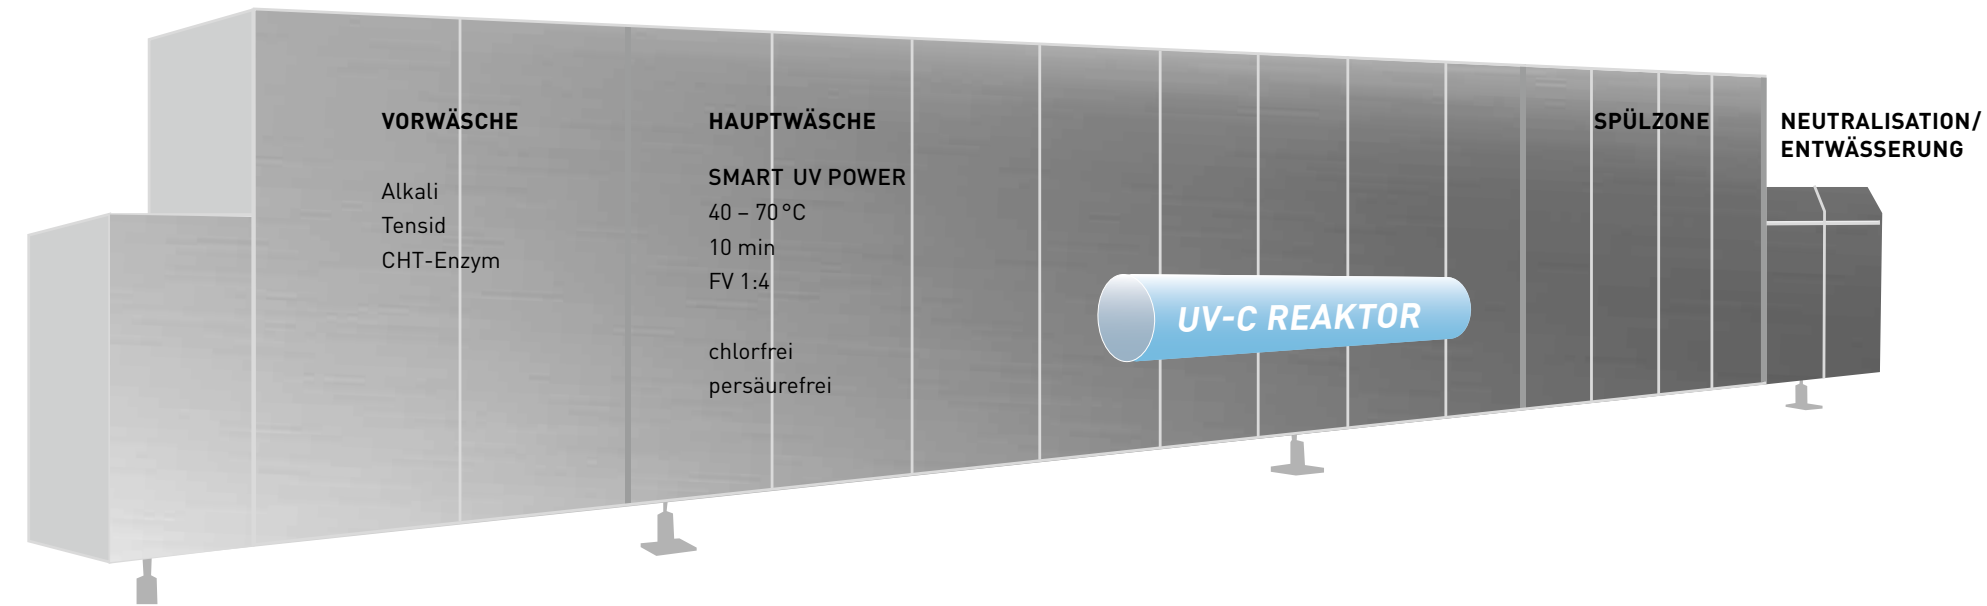 VORWÄSCHE
Alkali
Tensid
CHT-Enzym
HAUPTWÄSCHE
SMART UV POWER
40 – 70 °C
10 min
FV 1:4
chlorfrei
persäurefrei
UV-C REAKTOR
SPÜLZONE
NEUTRALISATION/
ENTWÄSSERUNG